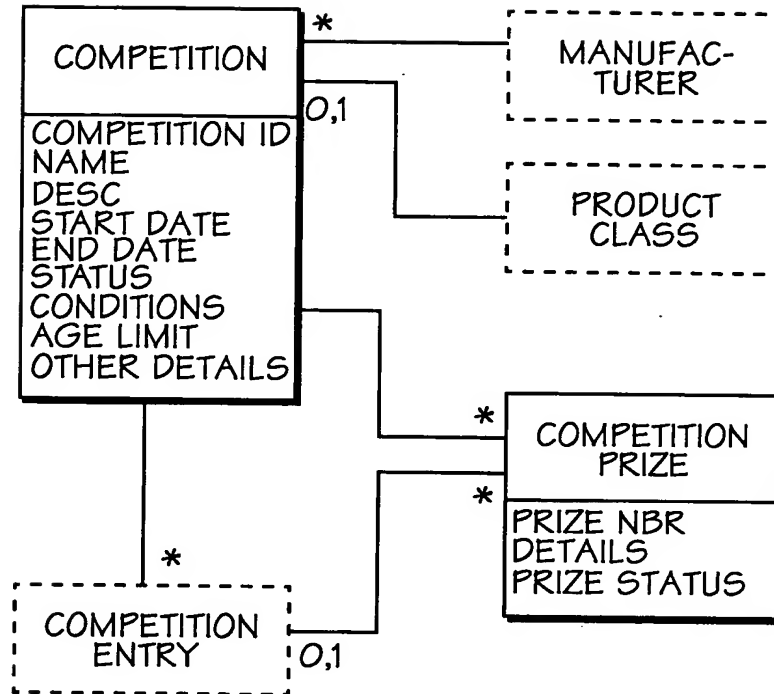 COMPETITION
*
MANUFAC-
TURER
0,1
COMPETITION ID
NAME
DESC
START DATE
END DATE
STATUS
CONDITIONS
AGE LIMIT
OTHER DETAILS
PRODUCT
CLASS
*
COMPETITION
PRIZE
*
PRIZE NBR
DETAILS
PRIZE STATUS
*
COMPETITION
ENTRY
0,1